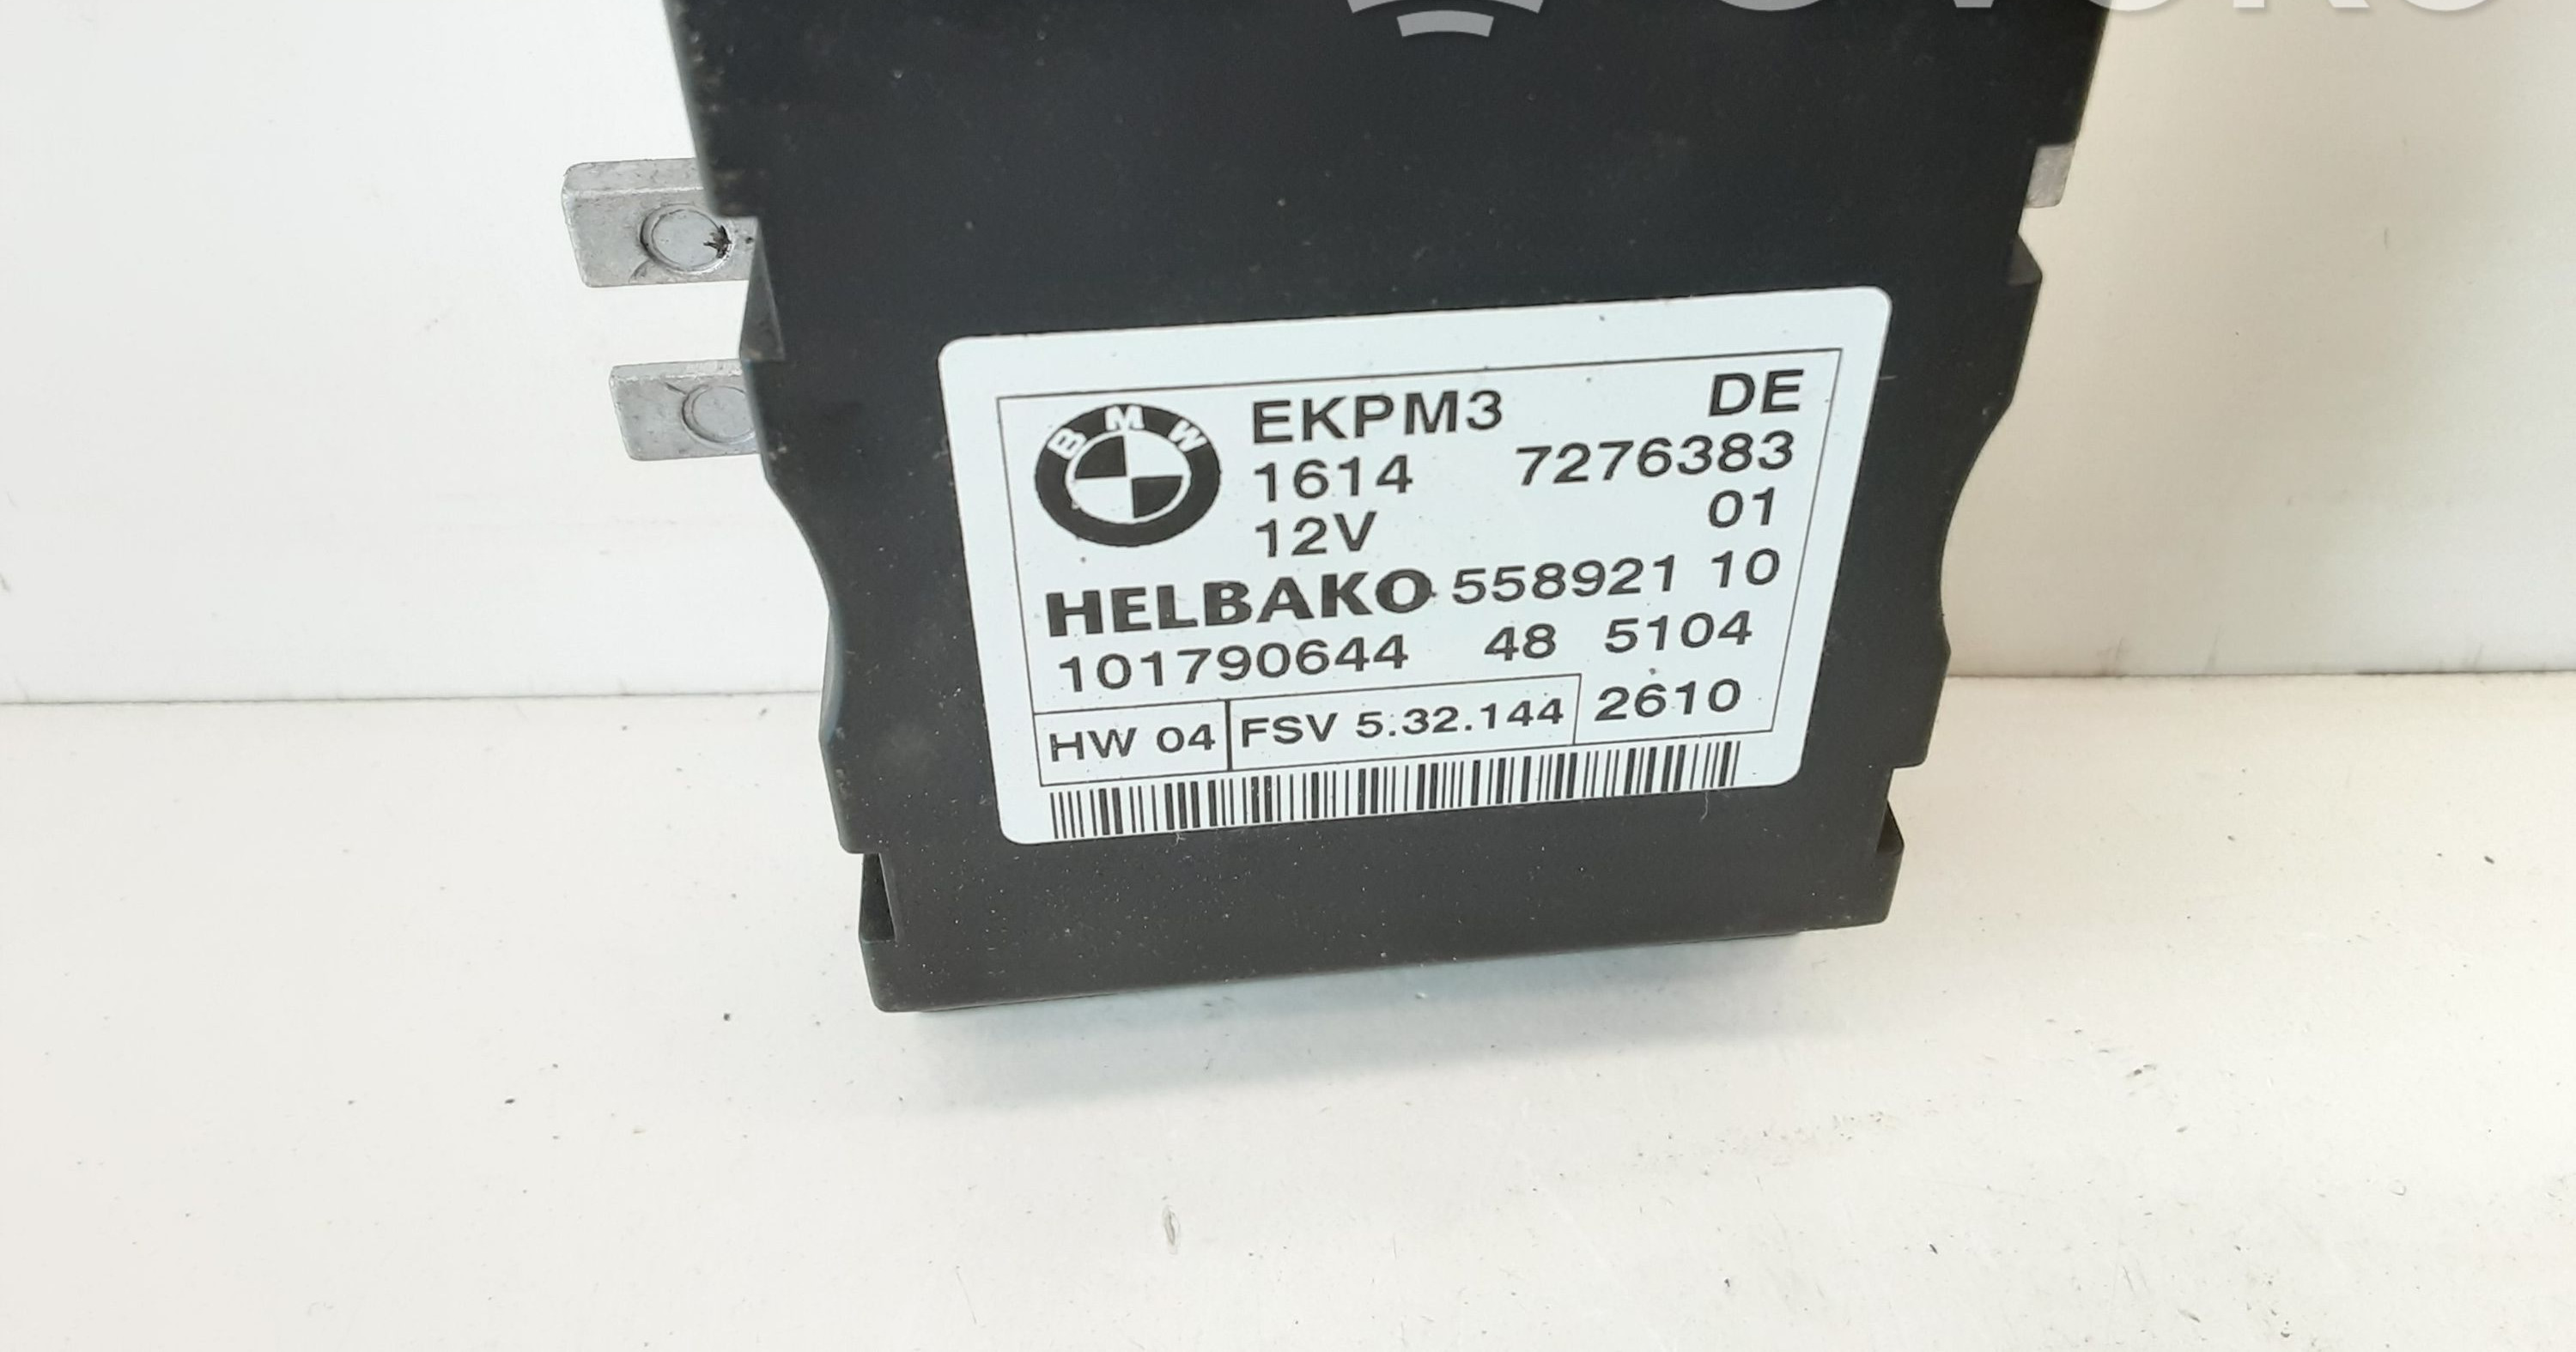 BMW
EKPM3 DE
1614 7276383
12V 01
HELBAKO 558921 10
101790644 48 5104
HW 04 FSV 5.32.144 2610